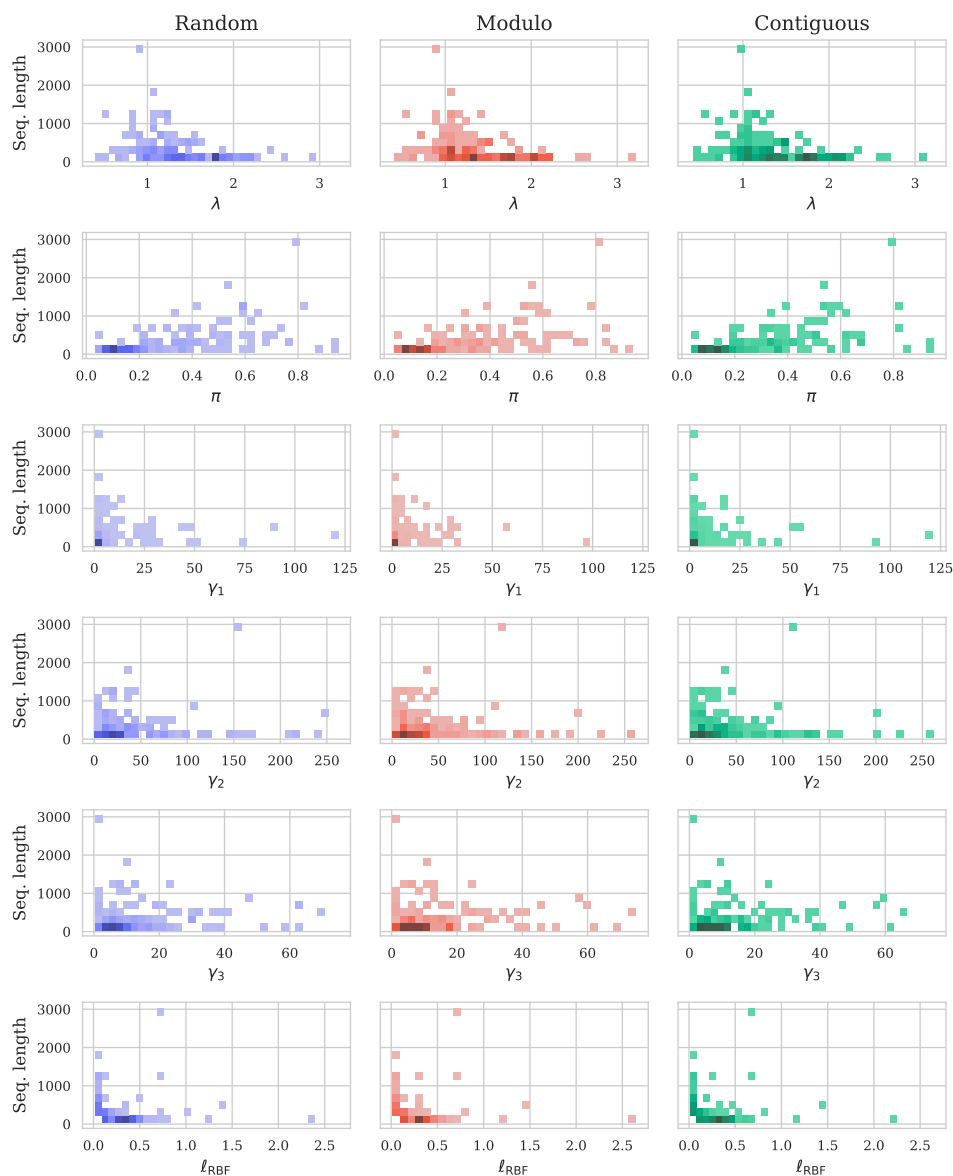 Random Modulo Contiguous
Seq. length
3000
2000
1000
0
1 2 3 1 2 3 1 2 3
λ λ λ
Seq. length
3000
2000
1000
0
0.0 0.2 0.4 0.6 0.8 0.0 0.2 0.4 0.6 0.8 0.0 0.2 0.4 0.6 0.8
π π π
Seq. length
3000
2000
1000
0
0 25 50 75 100 125 0 25 50 75 100 125 0 25 50 75 100 125
γ₁ γ₁ γ₁
Seq. length
3000
2000
1000
0
0 50 100 150 200 250 0 50 100 150 200 250 0 50 100 150 200 250
γ₂ γ₂ γ₂
Seq. length
3000
2000
1000
0
0 20 40 60 0 20 40 60 0 20 40 60
γ₃ γ₃ γ₃
Seq. length
3000
2000
1000
0
0.0 0.5 1.0 1.5 2.0 2.5 0.0 0.5 1.0 1.5 2.0 2.5 0.0 0.5 1.0 1.5 2.0 2.5
ℓRBF ℓRBF ℓRBF